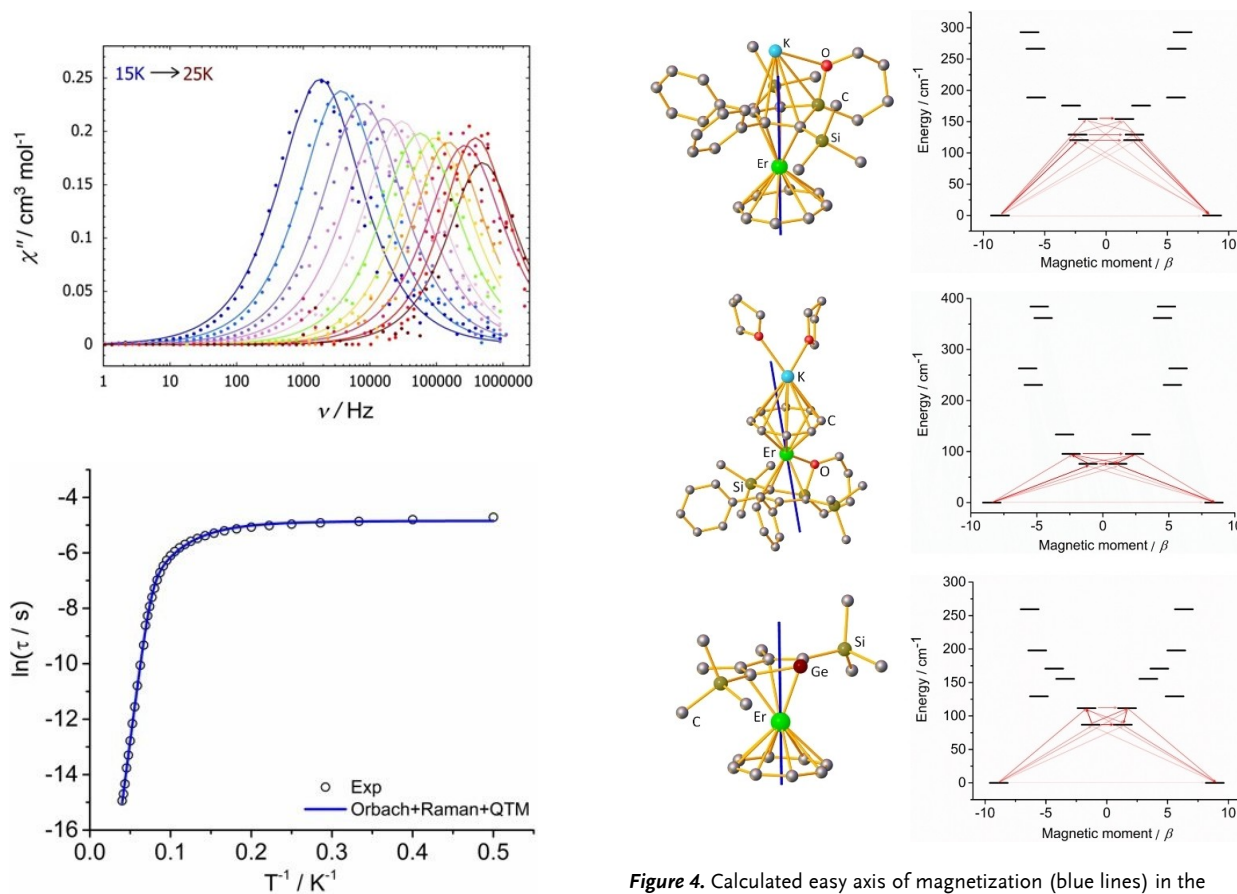 15K → 25K
0.25
0.2
0.15
0.1
0.05
0
χ'' / cm³ mol⁻¹
1 10 100 1000 10000 100000 1000000
ν / Hz
-4
-6
-8
-10
-12
-14
-16
ln(τ / s)
Exp
Orbach+Raman+QTM
0.0 0.1 0.2 0.3 0.4 0.5
T⁻¹ / K⁻¹
K
O
C
Si
Er
300
250
200
150
100
50
0
Energy / cm⁻¹
-10 -5 0 5 10
Magnetic moment / β
K
C
Er
O
Si
400
300
200
100
0
Energy / cm⁻¹
-10 -5 0 5 10
Magnetic moment / β
Si
Ge
C
Er
300
250
200
150
100
50
0
Energy / cm⁻¹
-10 -5 0 5 10
Magnetic moment / β
Figure 4. Calculated easy axis of magnetization (blue lines) in the